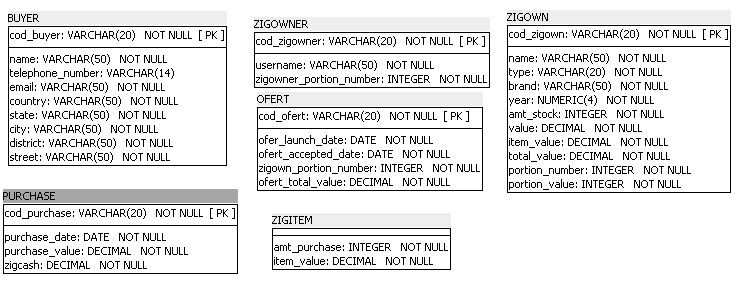 BUYER
cod_buyer: VARCHAR(20) NOT NULL [ PK ]
name: VARCHAR(50) NOT NULL
telephone_number: VARCHAR(14)
email: VARCHAR(50) NOT NULL
country: VARCHAR(50) NOT NULL
state: VARCHAR(50) NOT NULL
city: VARCHAR(50) NOT NULL
district: VARCHAR(50) NOT NULL
street: VARCHAR(50) NOT NULL
ZIGOWNER
cod_zigowner: VARCHAR(20) NOT NULL [ PK ]
username: VARCHAR(50) NOT NULL
zigowner_portion_number: INTEGER NOT NULL
OFERT
cod_ofert: VARCHAR(20) NOT NULL [ PK ]
ofer_launch_date: DATE NOT NULL
ofert_accepted_date: DATE NOT NULL
zigown_portion_number: INTEGER NOT NULL
ofert_total_value: DECIMAL NOT NULL
ZIGOWN
cod_zigown: VARCHAR(20) NOT NULL [ PK ]
name: VARCHAR(50) NOT NULL
type: VARCHAR(20) NOT NULL
brand: VARCHAR(50) NOT NULL
year: NUMERIC(4) NOT NULL
amt_stock: INTEGER NOT NULL
value: DECIMAL NOT NULL
item_value: DECIMAL NOT NULL
total_value: DECIMAL NOT NULL
portion_number: INTEGER NOT NULL
portion_value: INTEGER NOT NULL
PURCHASE
cod_purchase: VARCHAR(20) NOT NULL [ PK ]
purchase_date: DATE NOT NULL
purchase_value: DECIMAL NOT NULL
zigcash: DECIMAL NOT NULL
ZIGITEM
amt_purchase: INTEGER NOT NULL
item_value: DECIMAL NOT NULL